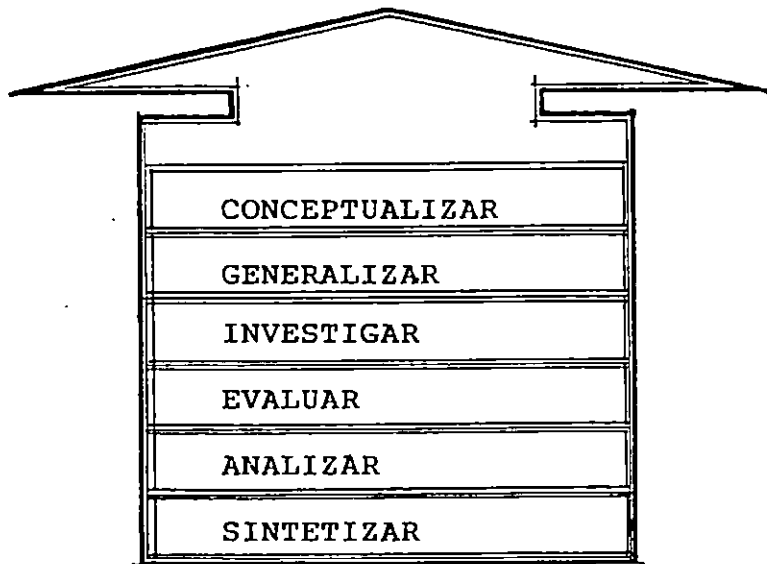 CONCEPTUALIZAR
GENERALIZAR
INVESTIGAR
EVALUAR
ANALIZAR
SINTETIZAR